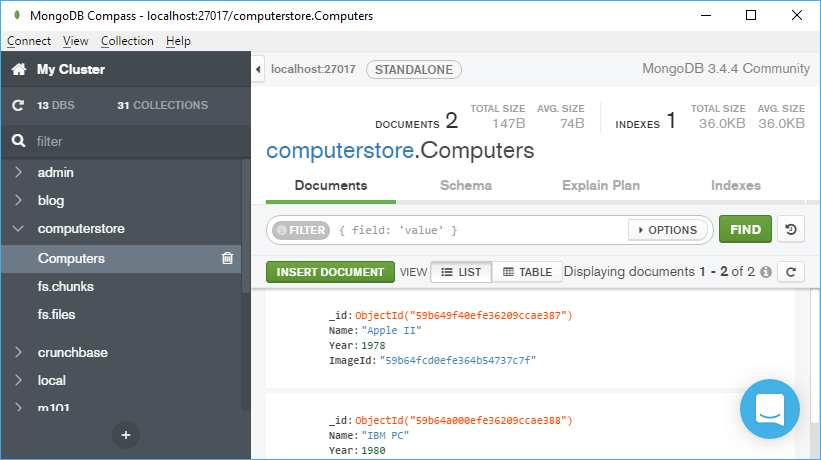 MongoDB Compass - localhost:27017/computerstore.Computers
Connect View Collection Help
My Cluster
13 DBS 31 COLLECTIONS
filter
admin
blog
computerstore
Computers
fs.chunks
fs.files
crunchbase
local
m101
localhost:27017 STANDALONE MongoDB 3.4.4 Community
DOCUMENTS 2 TOTAL SIZE 147B AVG. SIZE 74B INDEXES 1 TOTAL SIZE 36.0KB AVG. SIZE 36.0KB
computerstore.Computers
Documents Schema Explain Plan Indexes
FILTER { field: 'value' } OPTIONS FIND
INSERT DOCUMENT VIEW LIST TABLE Displaying documents 1 - 2 of 2
_id: ObjectId("59b649f40efe36209ccae387")
Name: "Apple II"
Year: 1978
ImageId: "59b64fcd0efe364b54737c7f"
_id: ObjectId("59b64a000efe36209ccae388")
Name: "IBM PC"
Year: 1980